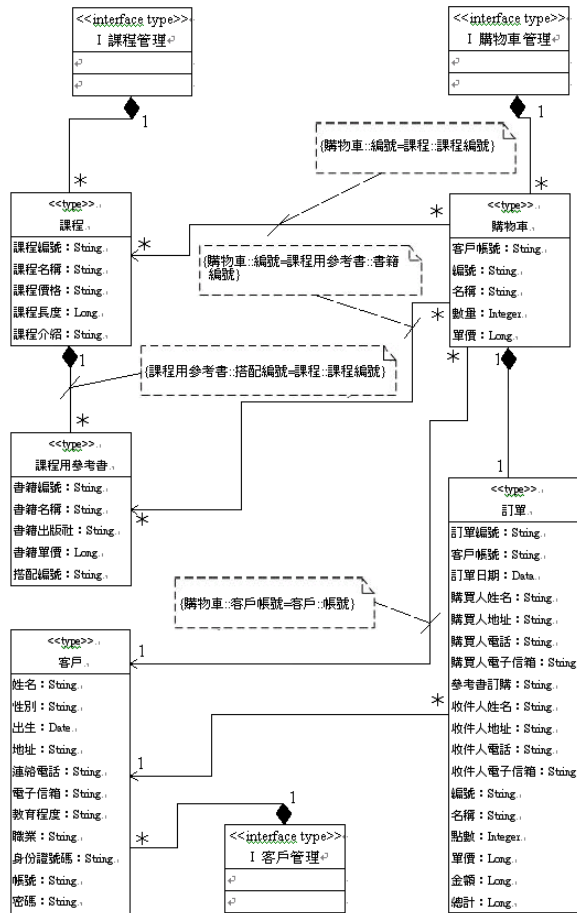 <<interface type>>
I 課程管理
<<interface type>>
I 購物車管理
1
*
1
*
{購物車::編號=課程::課程編號}
<<type>>
課程
課程編號：String
課程名稱：String
課程價格：String
課程長度：Long
課程介紹：String
<<type>>
購物車
客戶帳號：String
編號：String
名稱：String
數量：Integer
單價：Long
*
*
{購物車::編號=課程用參考書::書籍
編號}
*
*
1
*
{課程用參考書::搭配編號=課程::課程編號}
1
*
<<type>>
課程用參考書
書籍編號：String
書籍名稱：String
書籍出版社：String
書籍單價：Long
搭配編號：String
*
1
<<type>>
訂單
訂單編號：String
客戶帳號：String
訂單日期：Data
購買人姓名：String
購買人地址：String
購買人電話：String
購買人電子信箱：String
參考書訂購：String
收件人姓名：String
收件人地址：String
收件人電話：String
收件人電子信箱：String
編號：String
名稱：String
點數：Integer
單價：Long
金額：Long
總計：Long
{購物車::客戶帳號=客戶::帳號}
<<type>>
客戶
姓名：String
性別：String
出生：Date
地址：String
連絡電話：String
電子信箱：String
教育程度：String
職業：String
身份證號碼：String
帳號：String
密碼：String
1
*
1
1
*
<<interface type>>
I 客戶管理